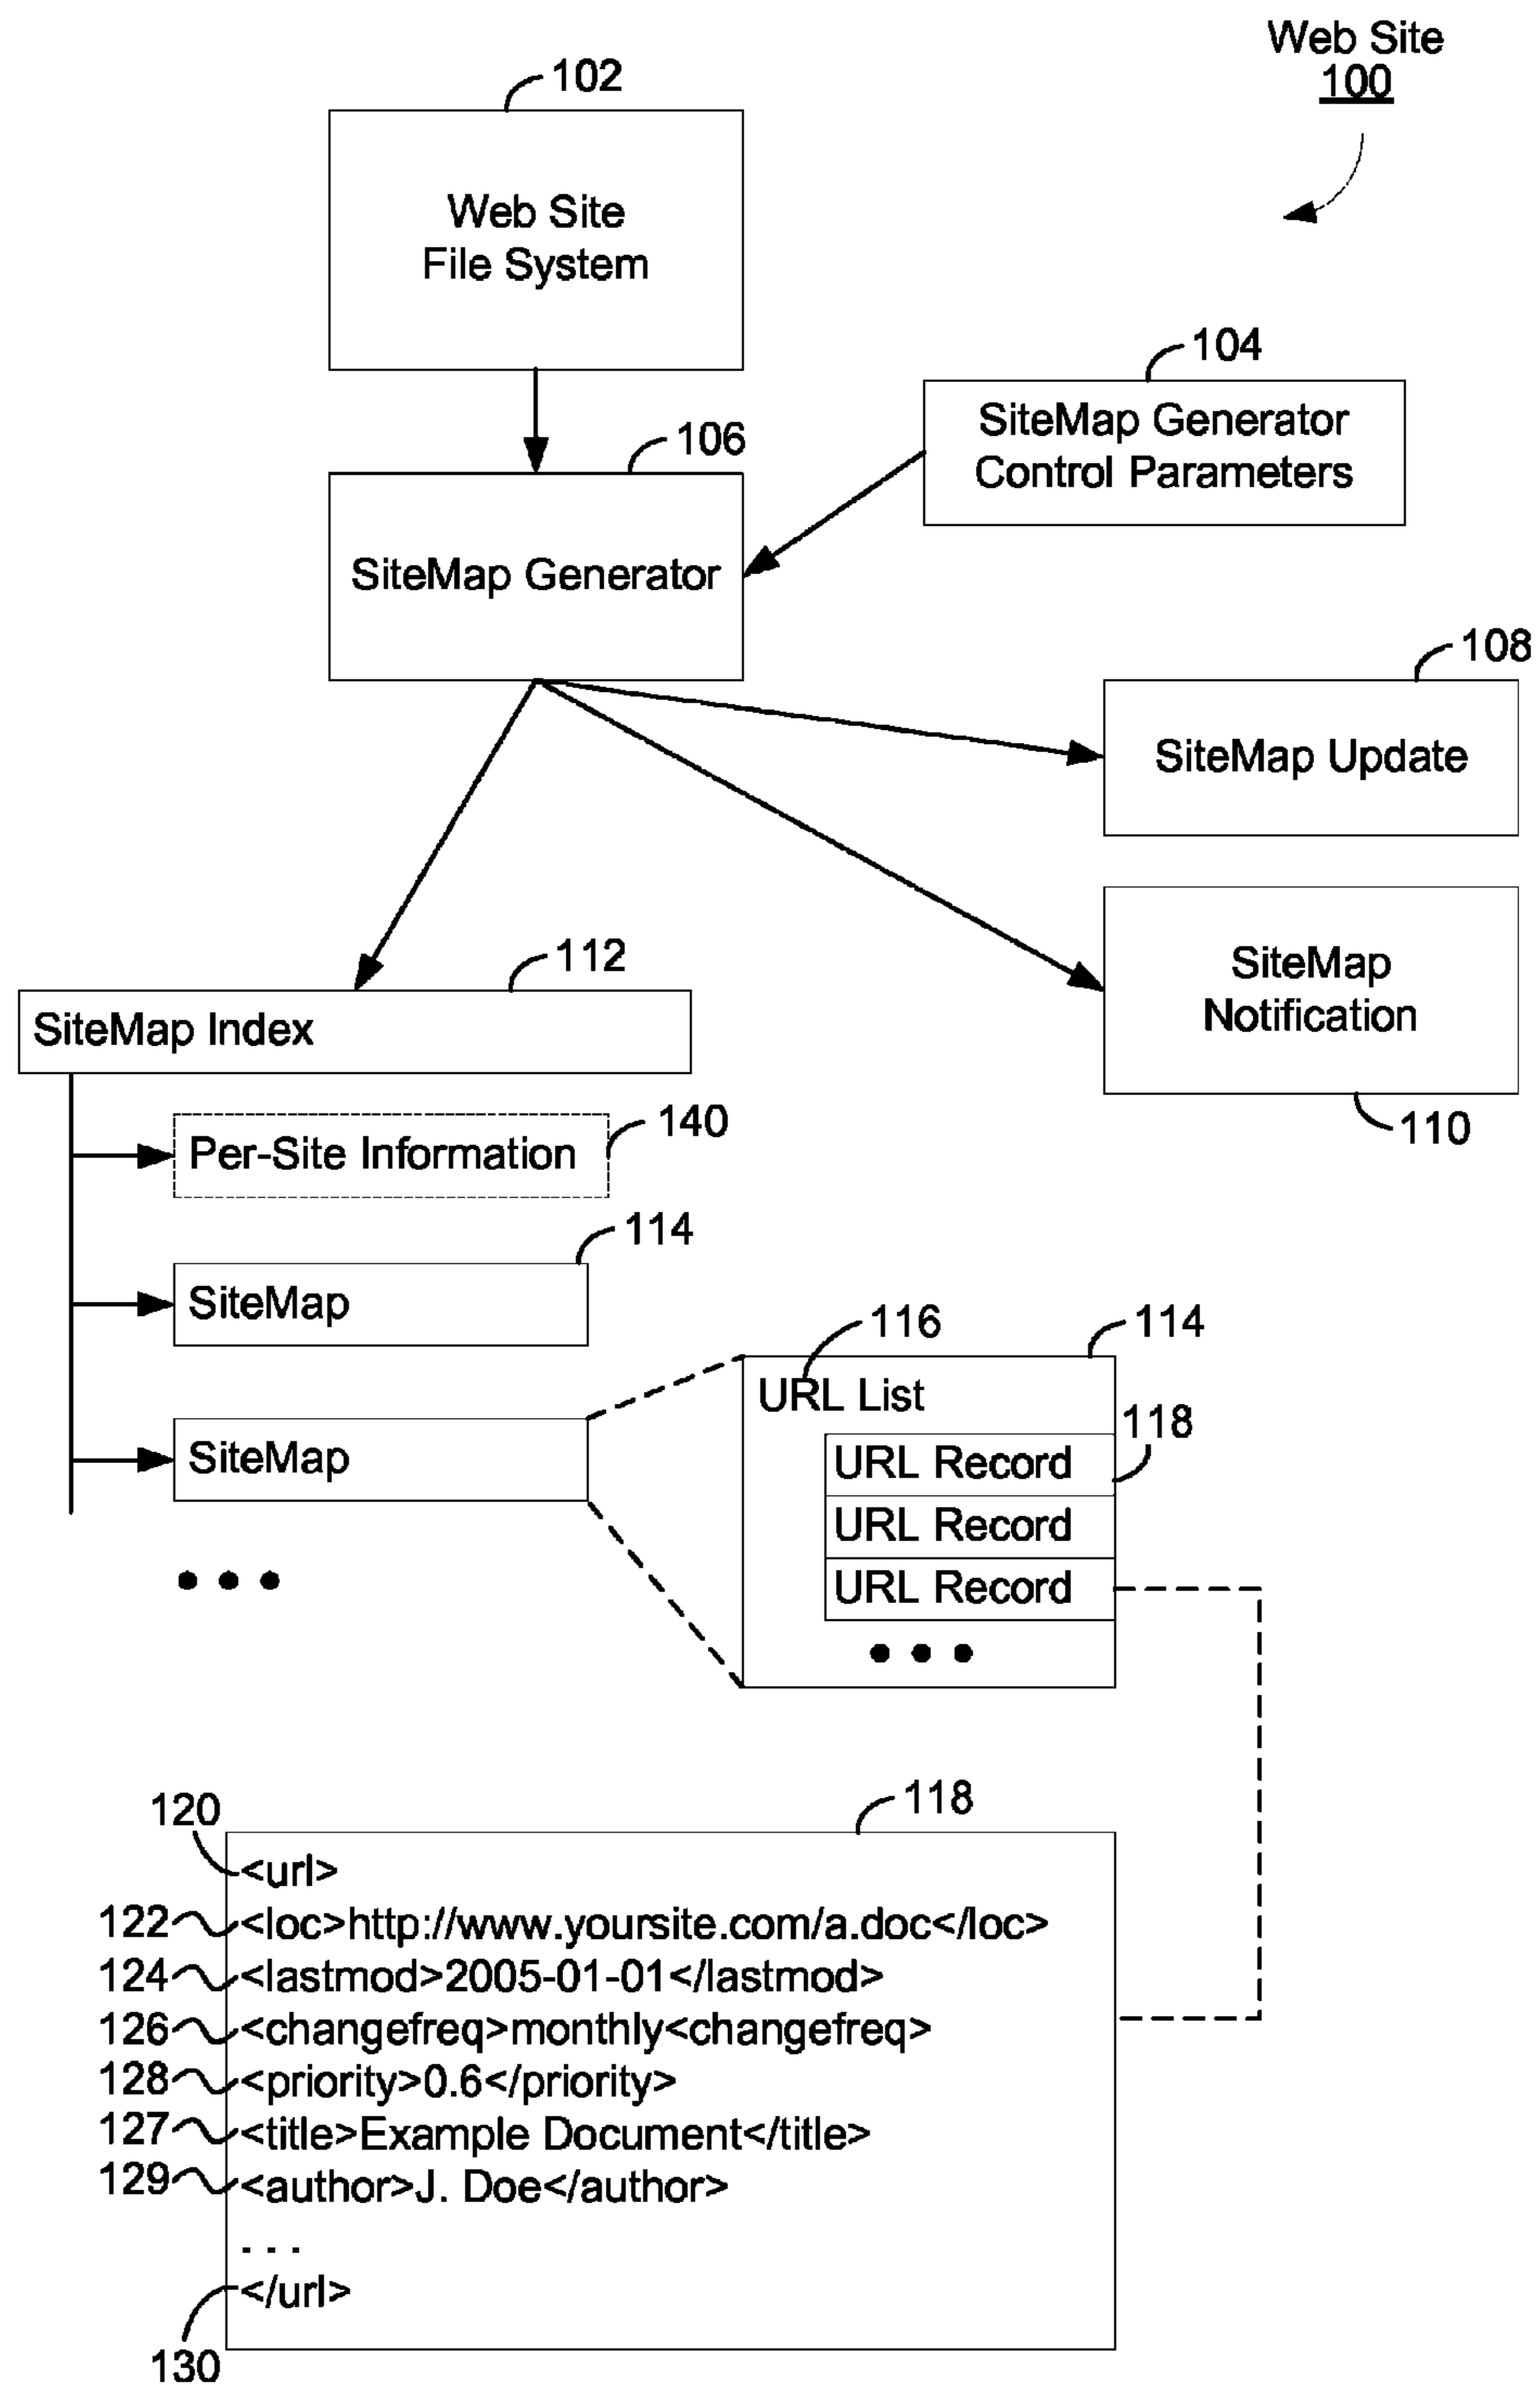 Web Site
100
102
Web Site
File System
104
SiteMap Generator
Control Parameters
106
SiteMap Generator
108
SiteMap Update
SiteMap
Notification
110
112
SiteMap Index
140
Per-Site Information
114
SiteMap
116
114
URL List
118
URL Record
SiteMap
URL Record
URL Record
• • •
• • •
118
120
<url>
122
<loc>http://www.yoursite.com/a.doc</loc>
124
<lastmod>2005-01-01</lastmod>
126
<changefreq>monthly<changefreq>
128
<priority>0.6</priority>
127
<title>Example Document</title>
129
<author>J. Doe</author>
. . .
</url>
130